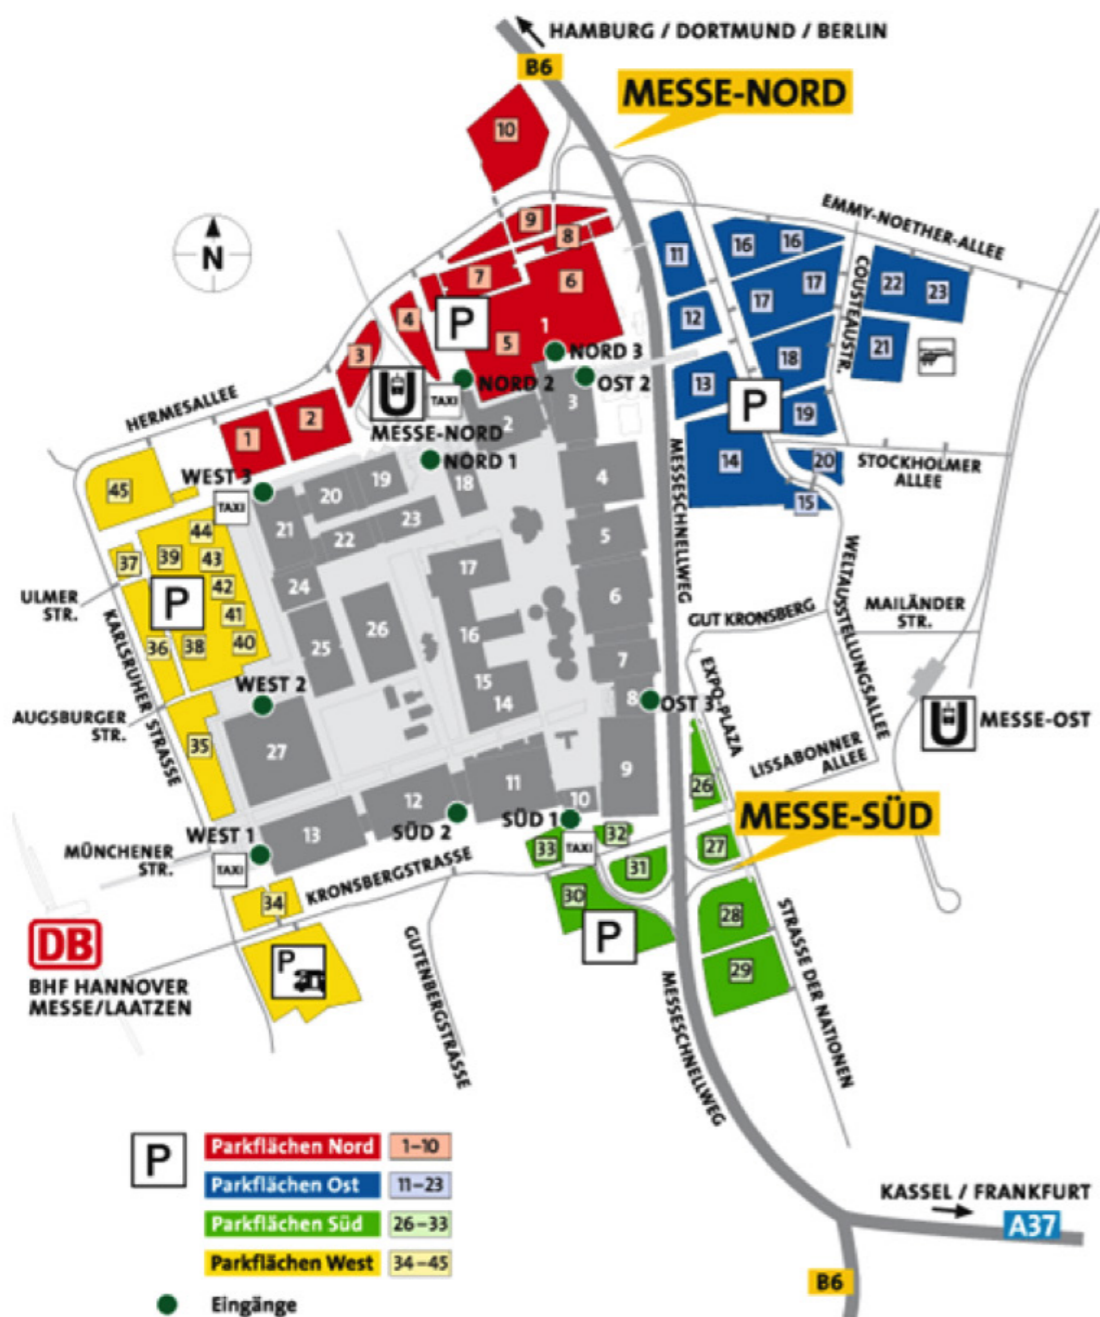 HAMBURG / DORTMUND / BERLIN
B6
MESSE-NORD
10
EMMY-NOETHER-ALLEE
9
8
11
16
16
COUSTEAUSTR.
22
23
N
7
6
17
17
4
P
12
1
5
18
21
3
NORD 3
U
NORD 2
OST 2
13
P
19
TAXI
3
HERMESALLEE
2
1
MESSE-NORD
2
MESSESCHNELLWEG
14
20
STOCKHOLMER
ALLEE
NORD 1
WEST 3
45
TAXI
20
19
18
4
15
21
23
22
5
44
39
43
37
ULMER
STR.
P
42
41
40
36
38
24
17
6
WELTAUSSTELLUNGSALLEE
MAILÄNDER
STR.
GUT KRONSBERG
KARLSRUHER STRASSE
25
26
16
7
EXPO-PLAZA
WEST 2
15
14
8
OST 3
U
MESSE-OST
AUGSBURGER
STR.
35
27
9
LISSABONNER
ALLEE
26
11
12
10
MESSE-SÜD
SÜD 2
SÜD 1
WEST 1
13
MÜNCHENER
STR.
TAXI
33
TAXI
32
27
31
KRONSBERGSTRASSE
34
30
28
P
DB
BHF HANNOVER
MESSE/LAATZEN
P
29
GUTENBERGSTRASSE
MESSESCHNELLWEG
STRASSE DER NATIONEN
P
Parkflächen Nord 1–10
Parkflächen Ost 11–23
Parkflächen Süd 26–33
Parkflächen West 34–45
Eingänge
KASSEL / FRANKFURT
A37
B6